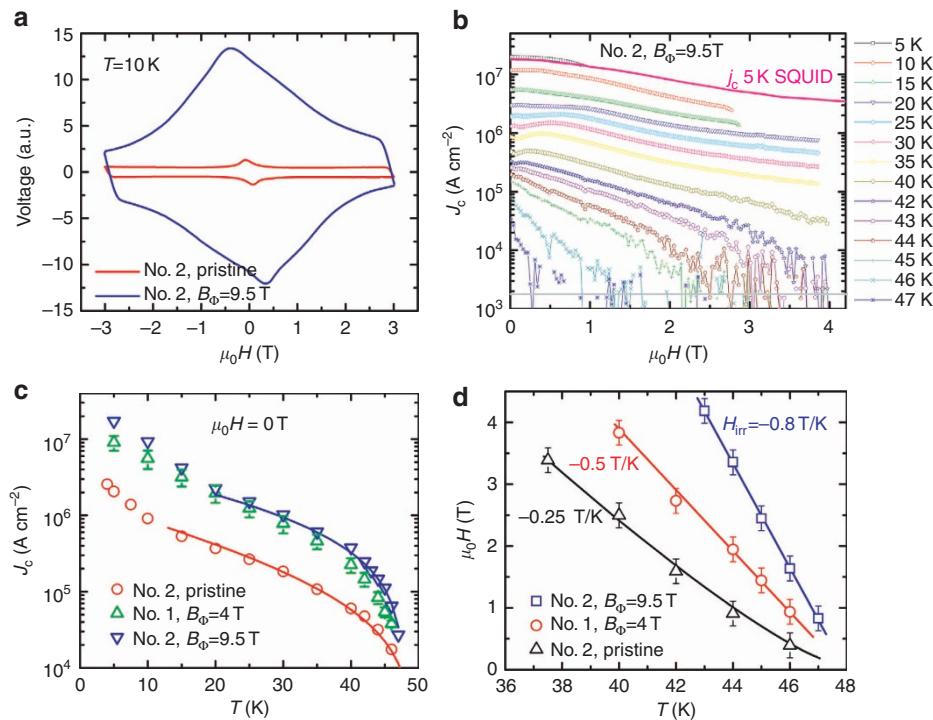 a
T=10 K
Voltage (a.u.)
15
10
5
0
−5
−10
−15
No. 2, pristine
No. 2, BΦ=9.5 T
−3 −2 −1 0 1 2 3
μ0H (T)
b
No. 2, BΦ=9.5T
jc 5 K SQUID
Jc (A cm−2)
10^7
10^6
10^5
10^4
10^3
0 1 2 3 4
μ0H (T)
5 K
10 K
15 K
20 K
25 K
30 K
35 K
40 K
42 K
43 K
44 K
45 K
46 K
47 K
c
μ0H = 0 T
Jc (A cm−2)
10^7
10^6
10^5
10^4
No. 2, pristine
No. 1, BΦ=4 T
No. 2, BΦ=9.5 T
0 10 20 30 40 50
T (K)
d
Hirr=−0.8 T/K
−0.5 T/K
−0.25 T/K
μ0H (T)
4
3
2
1
0
No. 2, BΦ=9.5 T
No. 1, BΦ=4 T
No. 2, pristine
36 38 40 42 44 46 48
T (K)